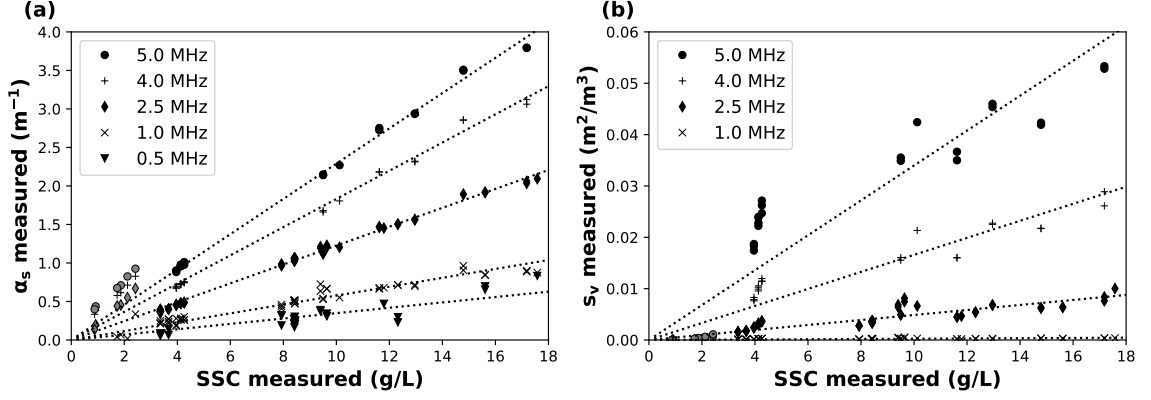 (a)
αs measured (m⁻¹)
4.0
3.5
3.0
2.5
2.0
1.5
1.0
0.5
0.0
5.0 MHz
4.0 MHz
2.5 MHz
1.0 MHz
0.5 MHz
0 2 4 6 8 10 12 14 16 18
SSC measured (g/L)
(b)
sv measured (m²/m³)
0.06
0.05
0.04
0.03
0.02
0.01
0.00
5.0 MHz
4.0 MHz
2.5 MHz
1.0 MHz
0 2 4 6 8 10 12 14 16 18
SSC measured (g/L)